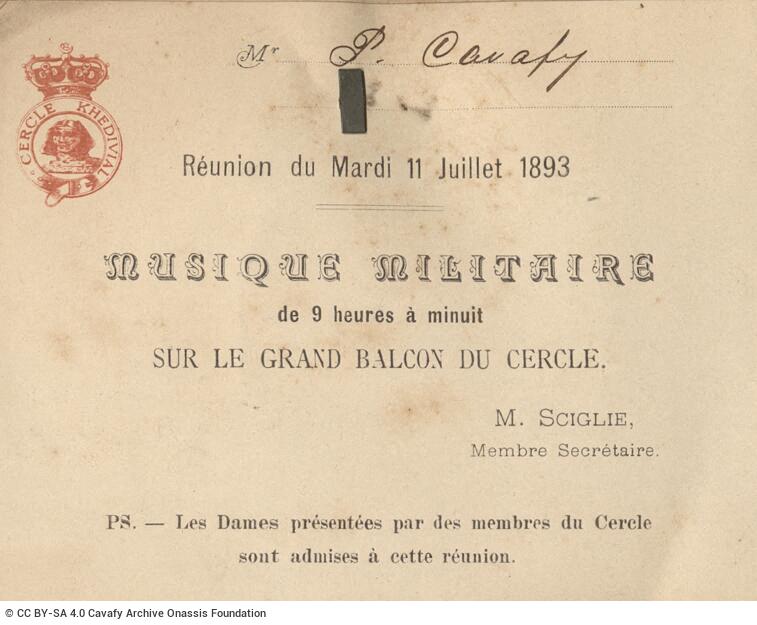 Mr P. Cavafy
CERCLE KHEDIVIAL
Réunion du Mardi 11 Juillet 1893
MUSIQUE MILITAIRE
de 9 heures à minuit
SUR LE GRAND BALCON DU CERCLE.
M. SCIGLIE,
Membre Secrétaire.
PS. — Les Dames présentées par des membres du Cercle
sont admises à cette réunion.
© CC BY-SA 4.0 Cavafy Archive Onassis Foundation